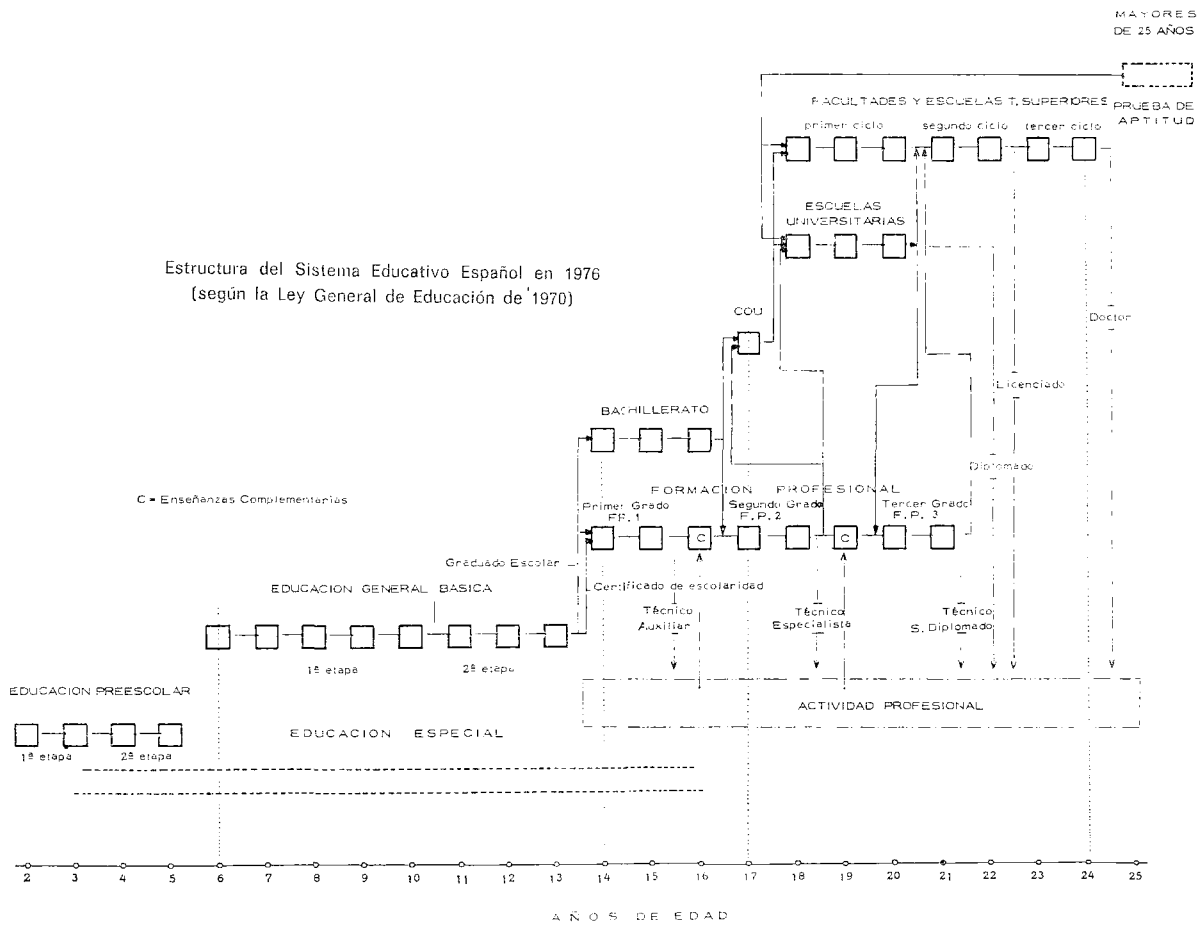 MAYORES
DE 25 AÑOS
FACULTADES Y ESCUELAS T. SUPERIORES
PRUEBA DE
APTITUD
primer ciclo
segundo ciclo
tercer ciclo
ESCUELAS
UNIVERSITARIAS
Estructura del Sistema Educativo Español en 1976
(según la Ley General de Educación de 1970)
COU
Doctor
Licenciado
BACHILLERATO
Diplomado
C = Enseñanzas Complementarias
FORMACION PROFESIONAL
Primer Grado
FP. 1
Segundo Grado
F.P. 2
Tercer Grado
F.P. 3
C
C
Graduado Escolar
Certificado de escolaridad
EDUCACION GENERAL BASICA
Técnico
Auxiliar
Técnico
Especialista
Técnico
S. Diplomado
1ª etapa
2ª etapa
EDUCACION PREESCOLAR
ACTIVIDAD PROFESIONAL
EDUCACION ESPECIAL
1ª etapa
2ª etapa
2 3 4 5 6 7 8 9 10 11 12 13 14 15 16 17 18 19 20 21 22 23 24 25
AÑOS DE EDAD